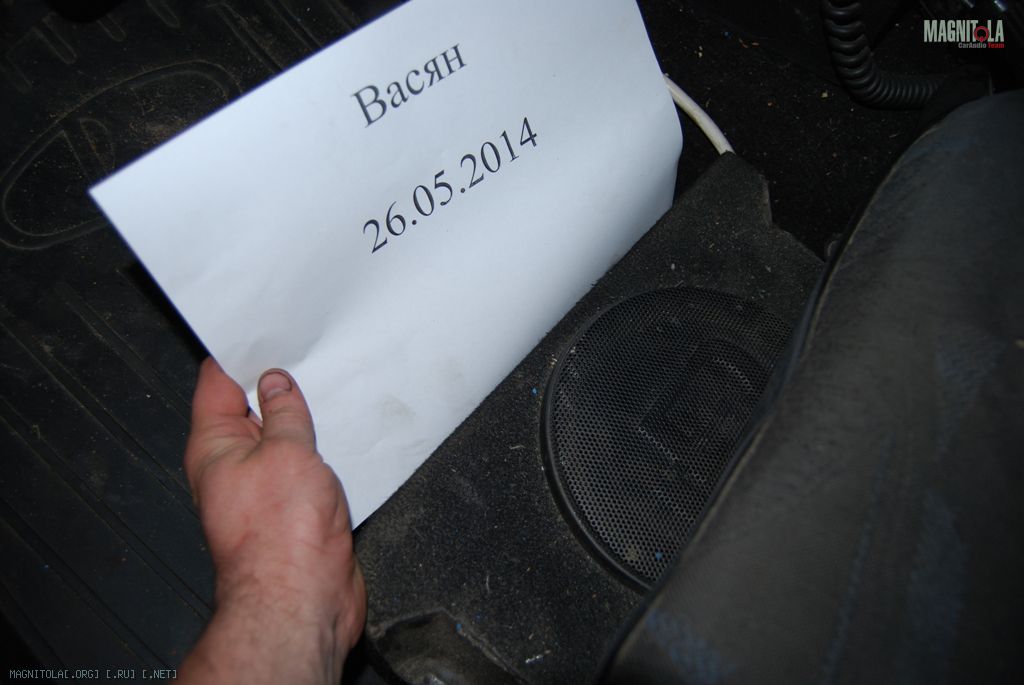 MAGNITOLA
CarAudio Team
Васян
26.05.2014
MAGNITOLA[.ORG] [.RU] [.NET]